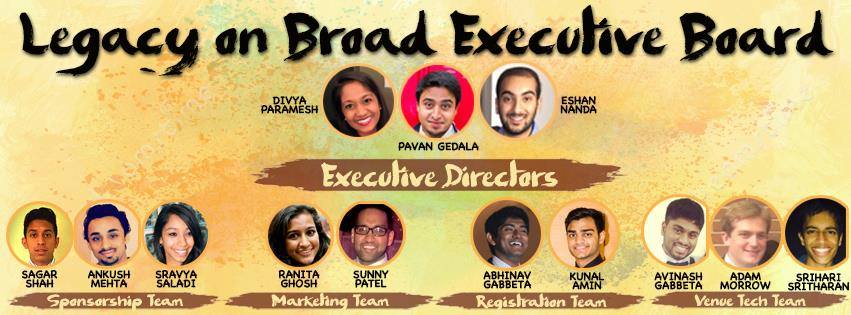 Legacy on Broad Executive Board
DIVYA
PARAMESH
PAVAN GEDALA
ESHAN
NANDA
Executive Directors
SAGAR
SHAH
ANKUSH
MEHTA
SRAVYA
SALADI
Sponsorship Team
RANITA
GHOSH
SUNNY
PATEL
Marketing Team
ABHINAV
GABBETA
KUNAL
AMIN
Registration Team
AVINASH
GABBETA
ADAM
MORROW
SRIHARI
SRITHARAN
Venue Tech Team